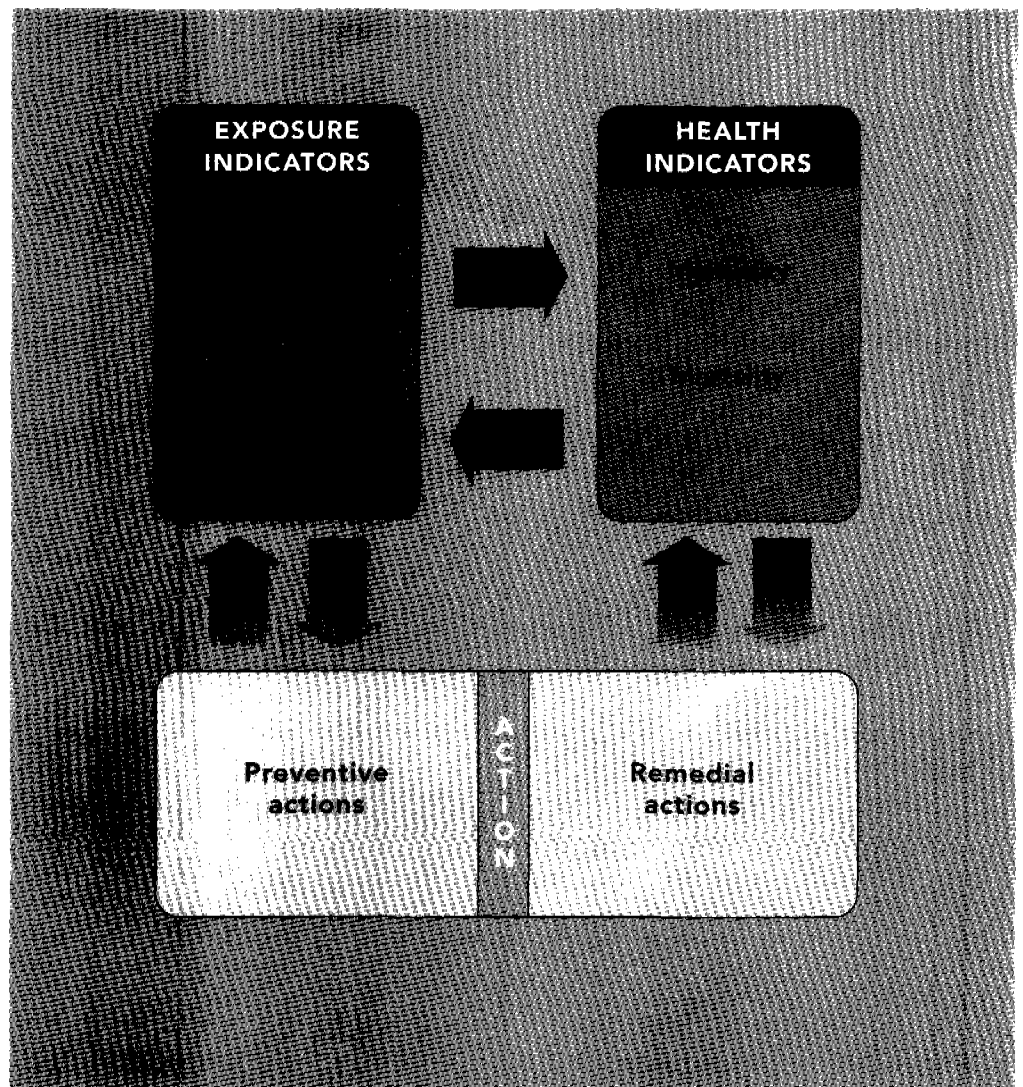 EXPOSURE
INDICATORS
HEALTH
INDICATORS
Preventive
actions
ACTION
Remedial
actions